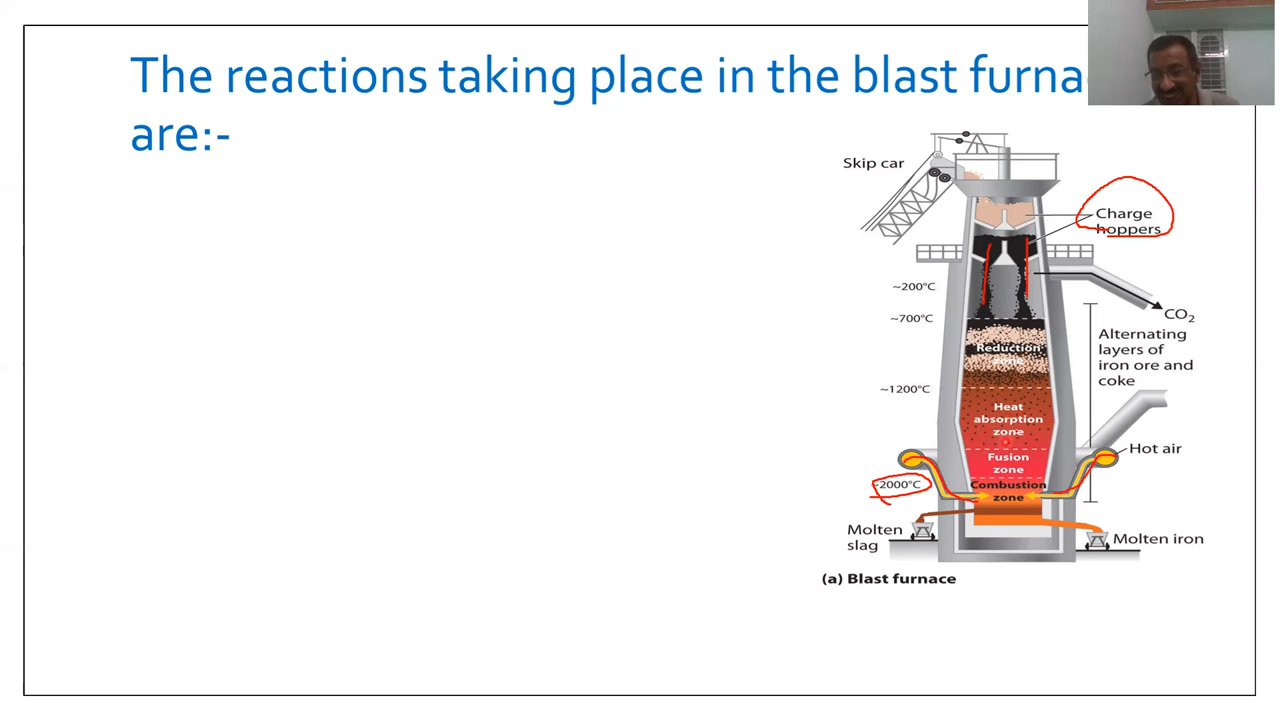 The reactions taking place in the blast furna
are:-
Skip car
Charge
hoppers
~200°C
CO2
~700°C
Alternating
layers of
iron ore and
coke
Reduction
zone
~1200°C
Heat
absorption
zone
Hot air
Fusion
zone
~2000°C
Combustion
zone
Molten
slag
Molten iron
(a) Blast furnace